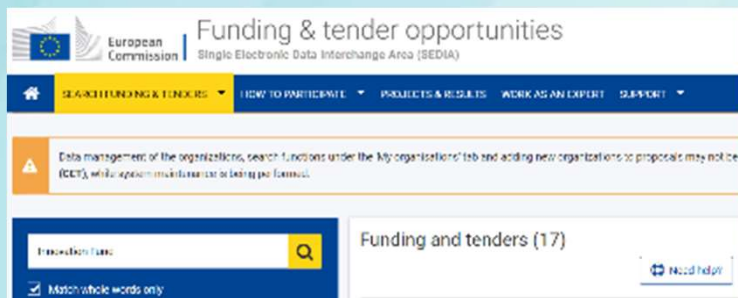 European
Commission
Funding & tender opportunities
Single Electronic Data Interchange Area (SEDIA)
SEARCH FUNDING & TENDERS HOW TO PARTICIPATE PROJECTS & RESULTS WORK AS AN EXPERT SUPPORT
Data management of the organizations, search functions under the 'My organisations' tab and adding new organizations to proposals may not be
(CET), while system maintenance is being performed.
Innovation Fund
Funding and tenders (17)
Need help?
Match whole words only